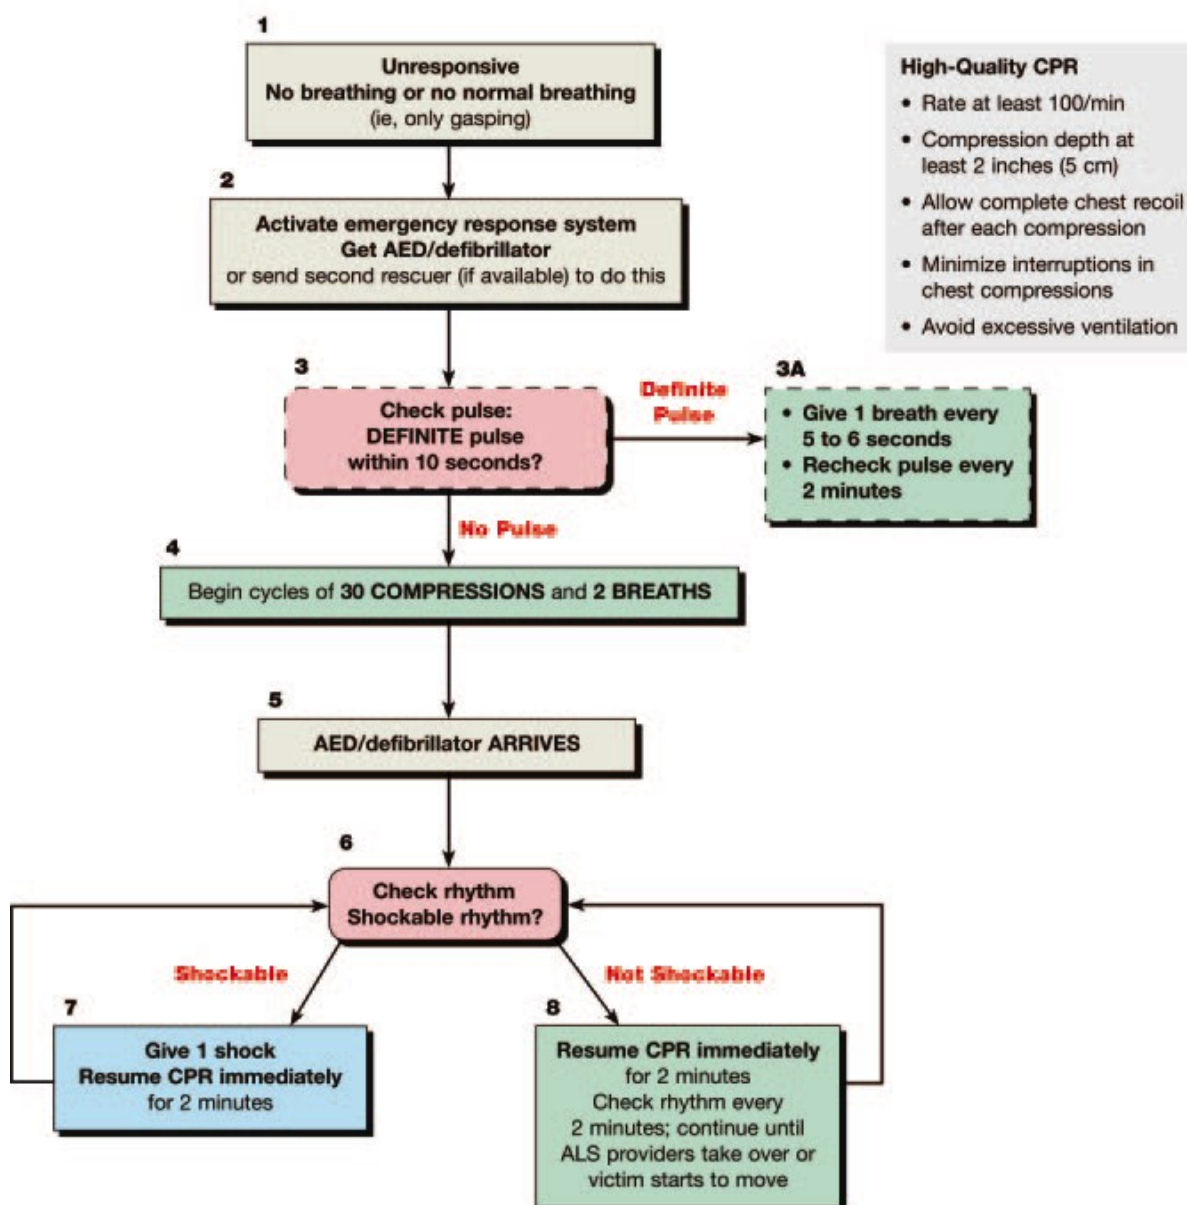 1
Unresponsive
No breathing or no normal breathing
(ie, only gasping)
High-Quality CPR
• Rate at least 100/min
• Compression depth at
least 2 inches (5 cm)
• Allow complete chest recoil
after each compression
• Minimize interruptions in
chest compressions
• Avoid excessive ventilation
2
Activate emergency response system
Get AED/defibrillator
or send second rescuer (if available) to do this
3
Check pulse:
DEFINITE pulse
within 10 seconds?
Definite
Pulse
3A
• Give 1 breath every
5 to 6 seconds
• Recheck pulse every
2 minutes
No Pulse
4
Begin cycles of 30 COMPRESSIONS and 2 BREATHS
5
AED/defibrillator ARRIVES
6
Check rhythm
Shockable rhythm?
Shockable
Not Shockable
7
Give 1 shock
Resume CPR immediately
for 2 minutes
8
Resume CPR immediately
for 2 minutes
Check rhythm every
2 minutes; continue until
ALS providers take over or
victim starts to move